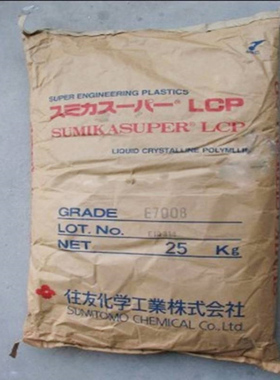 SUPER ENGINEERING PLASTICS
スミカスーパー® LCP
SUMIKASUPER® LCP
LIQUID CRYSTALLINE POLYMER
GRADE E7008
LOT. No.
NET 25 Kg
住友化学工業株式会社
SUMITOMO CHEMICAL Co., Ltd.